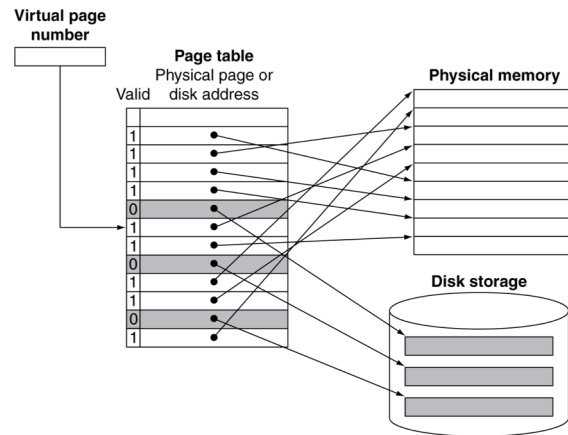 Virtual page
number
Page table
Physical page or
Valid disk address
Physical memory
1
1
1
1
0
1
1
0
1
1
0
1
Disk storage